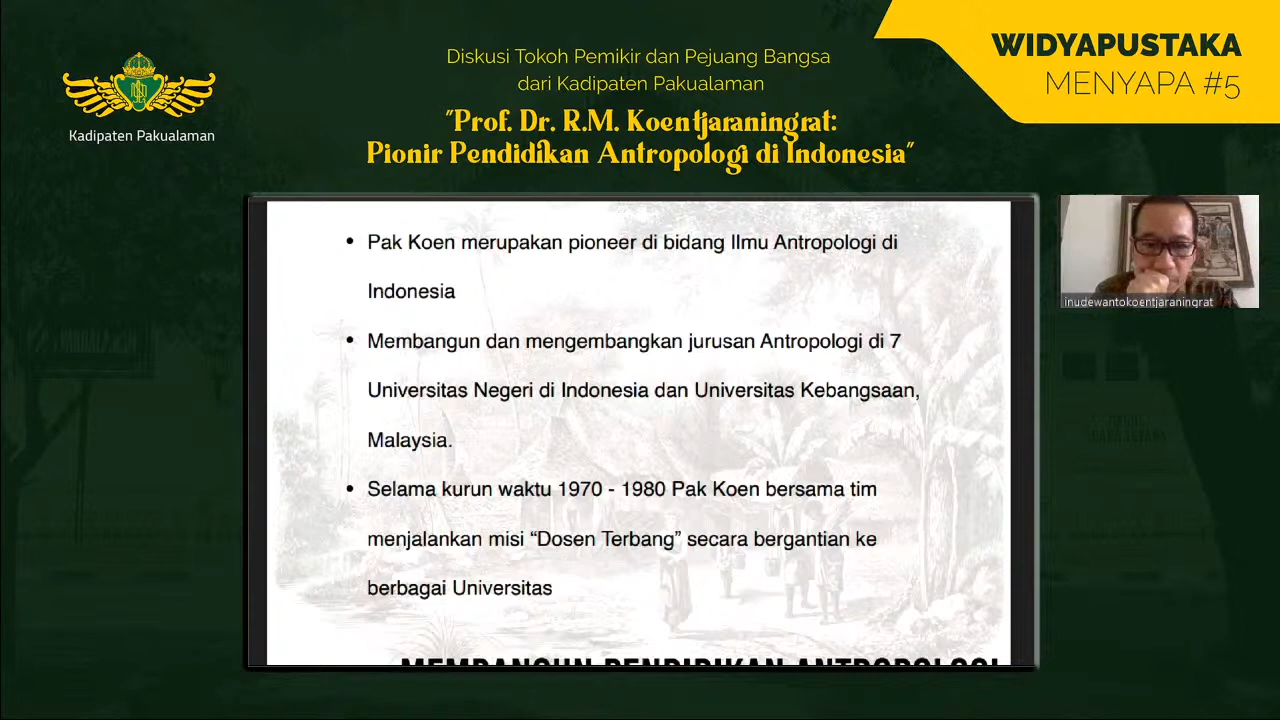 WIDYAPUSTAKA
MENYAPA #5
Diskusi Tokoh Pemikir dan Pejuang Bangsa
dari Kadipaten Pakualaman
"Prof. Dr. R.M. Koentjaraningrat:
Pionir Pendidikan Antropologi di Indonesia"
Kadipaten Pakualaman
• Pak Koen merupakan pioneer di bidang Ilmu Antropologi di
Indonesia
• Membangun dan mengembangkan jurusan Antropologi di 7
Universitas Negeri di Indonesia dan Universitas Kebangsaan,
Malaysia.
• Selama kurun waktu 1970 - 1980 Pak Koen bersama tim
menjalankan misi “Dosen Terbang” secara bergantian ke
berbagai Universitas
MEMBANGUN PENDIDIKAN ANTROPOLOGI
inudewantokoentjaraningrat